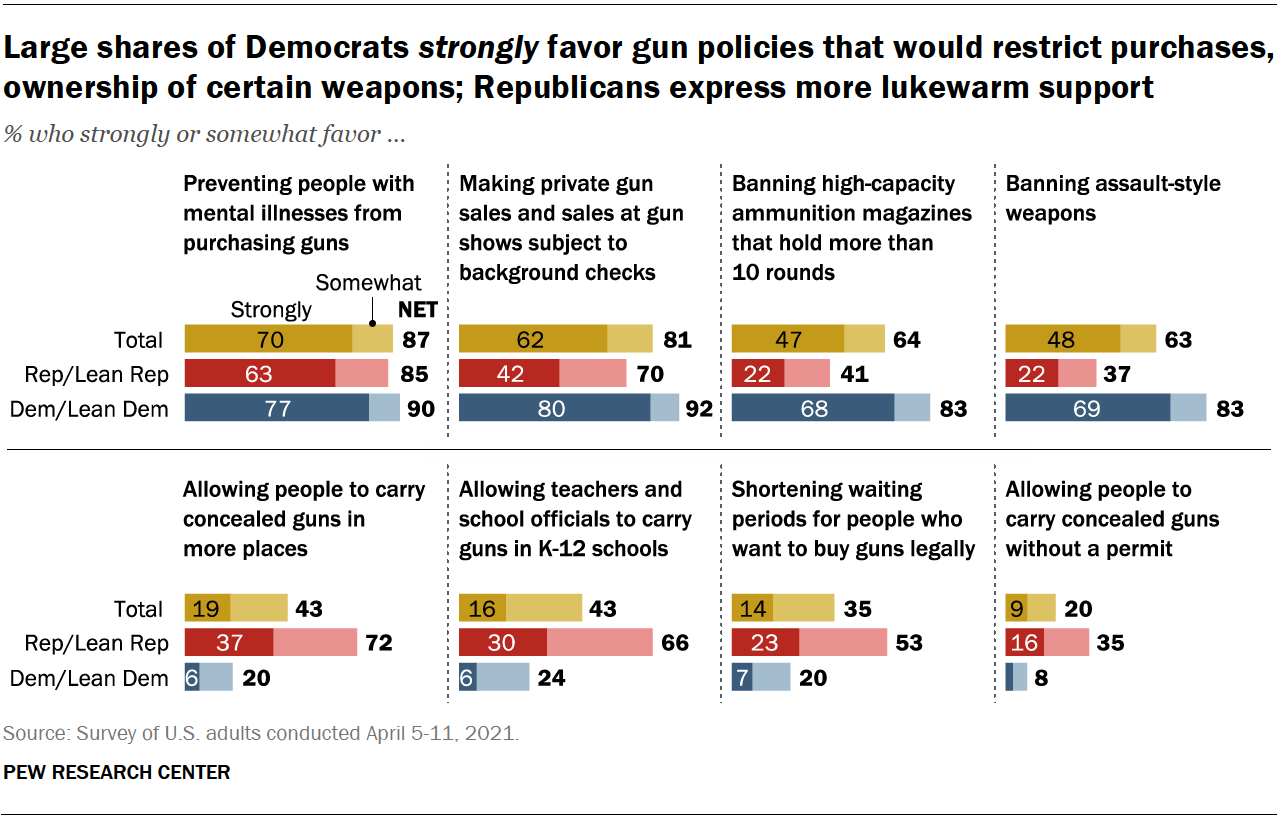 Large shares of Democrats strongly favor gun policies that would restrict purchases,
ownership of certain weapons; Republicans express more lukewarm support
% who strongly or somewhat favor ...
Preventing people with
mental illnesses from
purchasing guns
Making private gun
sales and sales at gun
shows subject to
background checks
Banning high-capacity
ammunition magazines
that hold more than
10 rounds
Banning assault-style
weapons
Somewhat
Strongly NET
Total 70 87 62 81 47 64 48 63
Rep/Lean Rep 63 85 42 70 22 41 22 37
Dem/Lean Dem 77 90 80 92 68 83 69 83
Allowing people to carry
concealed guns in
more places
Allowing teachers and
school officials to carry
guns in K-12 schools
Shortening waiting
periods for people who
want to buy guns legally
Allowing people to
carry concealed guns
without a permit
Total 19 43 16 43 14 35 9 20
Rep/Lean Rep 37 72 30 66 23 53 16 35
Dem/Lean Dem 6 20 6 24 7 20 8
Source: Survey of U.S. adults conducted April 5-11, 2021.
PEW RESEARCH CENTER